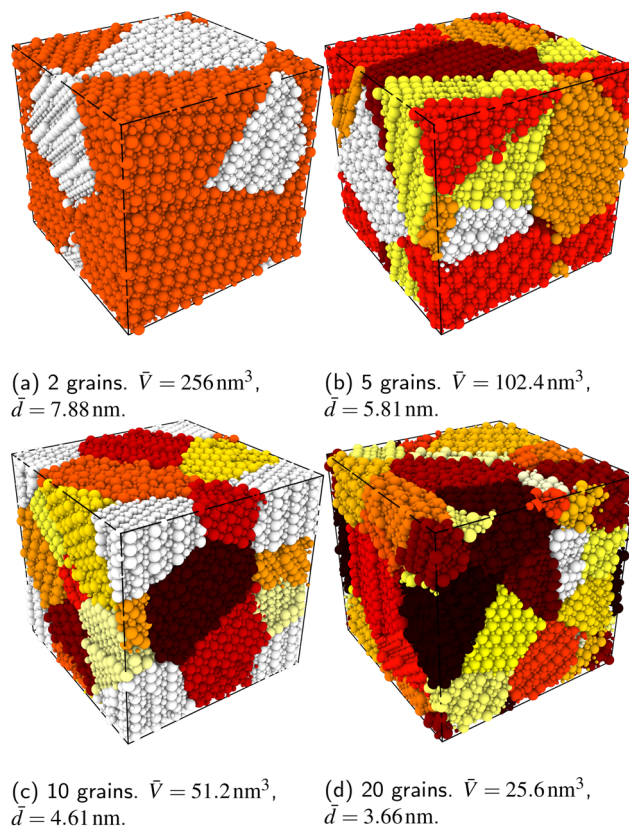 (a) 2 grains. V̄ = 256 nm³,
d̄ = 7.88 nm.
(b) 5 grains. V̄ = 102.4 nm³,
d̄ = 5.81 nm.
(c) 10 grains. V̄ = 51.2 nm³,
d̄ = 4.61 nm.
(d) 20 grains. V̄ = 25.6 nm³,
d̄ = 3.66 nm.